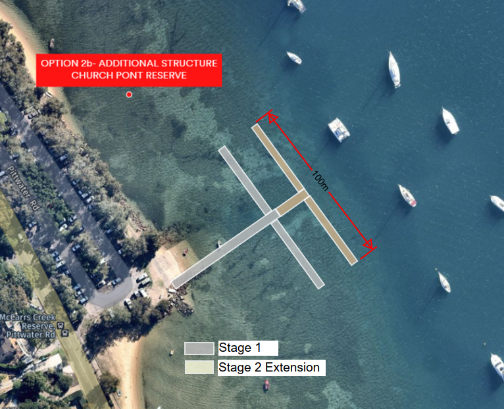 OPTION 2b- ADDITIONAL STRUCTURE
CHURCH PONT RESERVE
100m
Pittwater Rd
McCarrs Creek
Reserve
Pittwater Rd
Stage 1
Stage 2 Extension